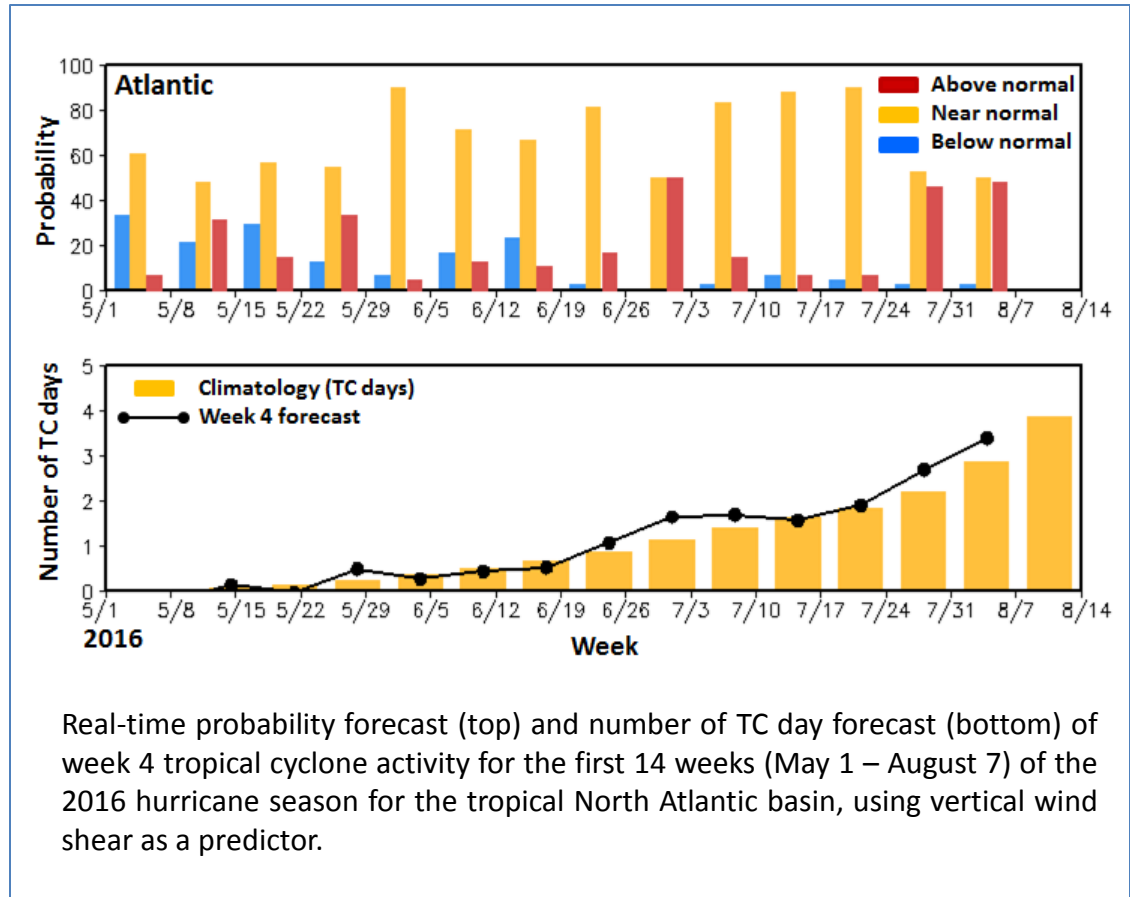 Atlantic
Above normal
Near normal
Below normal
Probability
100
80
60
40
20
0
5/1 5/8 5/15 5/22 5/29 6/5 6/12 6/19 6/26 7/3 7/10 7/17 7/24 7/31 8/7 8/14
Climatology (TC days)
Week 4 forecast
Number of TC days
5
4
3
2
1
0
5/1 5/8 5/15 5/22 5/29 6/5 6/12 6/19 6/26 7/3 7/10 7/17 7/24 7/31 8/7 8/14
2016
Week
Real-time probability forecast (top) and number of TC day forecast (bottom) of
week 4 tropical cyclone activity for the first 14 weeks (May 1 – August 7) of the
2016 hurricane season for the tropical North Atlantic basin, using vertical wind
shear as a predictor.